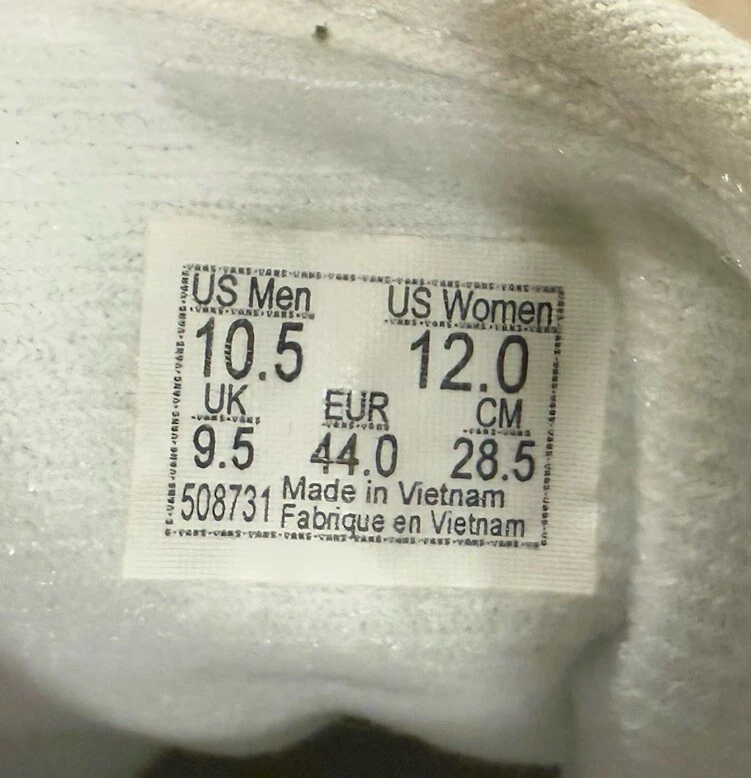 US Men US Women
10.5 12.0
UK EUR CM
9.5 44.0 28.5
508731 Made in Vietnam
Fabrique en Vietnam